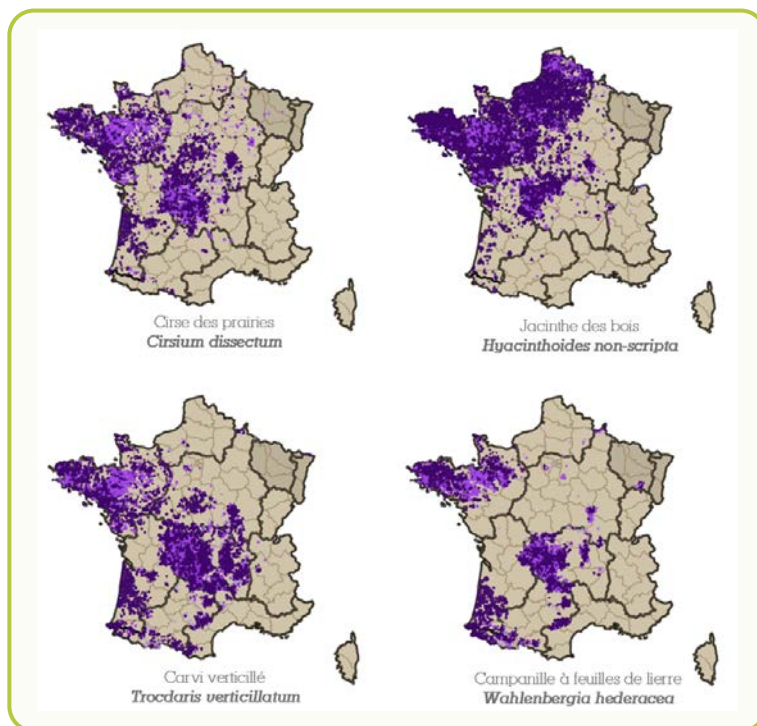 Cirse des prairies
Cirsium dissectum
Jacinthe des bois
Hyacinthoides non-scripta
Carvi verticillé
Trocdaris verticillatum
Campanille à feuilles de lierre
Wahlenbergia hederacea